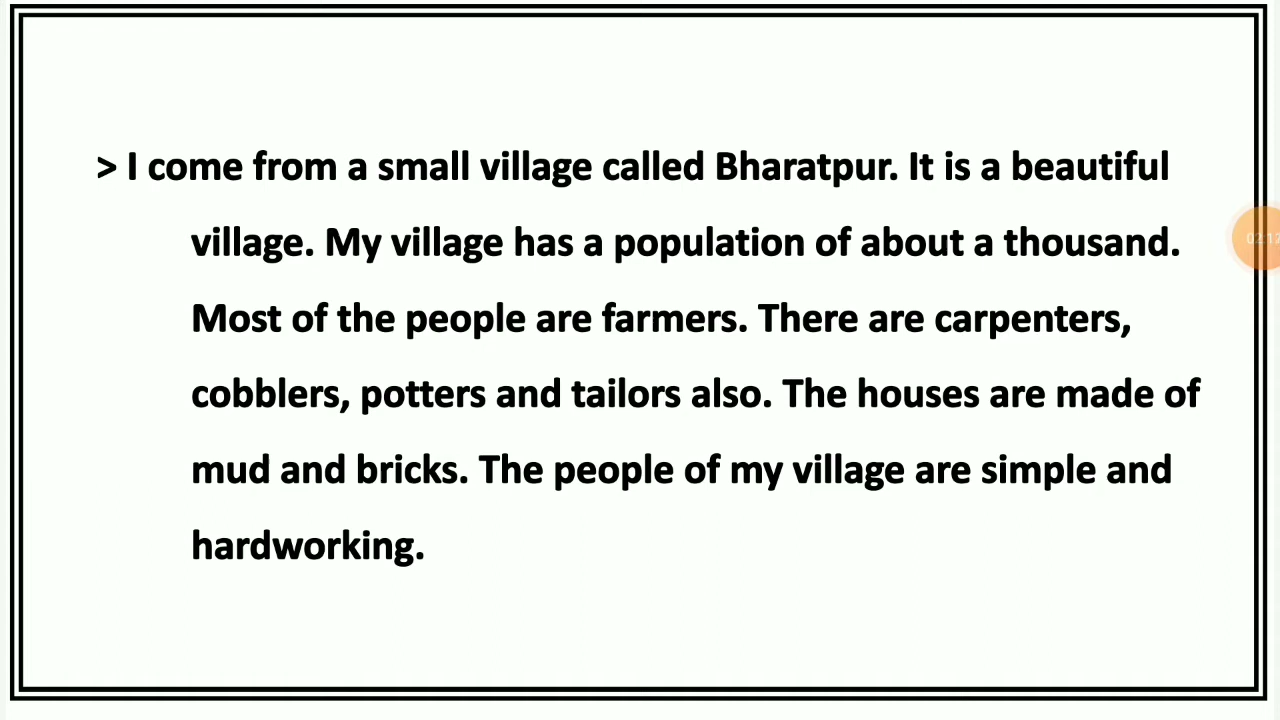 > I come from a small village called Bharatpur. It is a beautiful
village. My village has a population of about a thousand.
Most of the people are farmers. There are carpenters,
cobblers, potters and tailors also. The houses are made of
mud and bricks. The people of my village are simple and
hardworking.
02:12